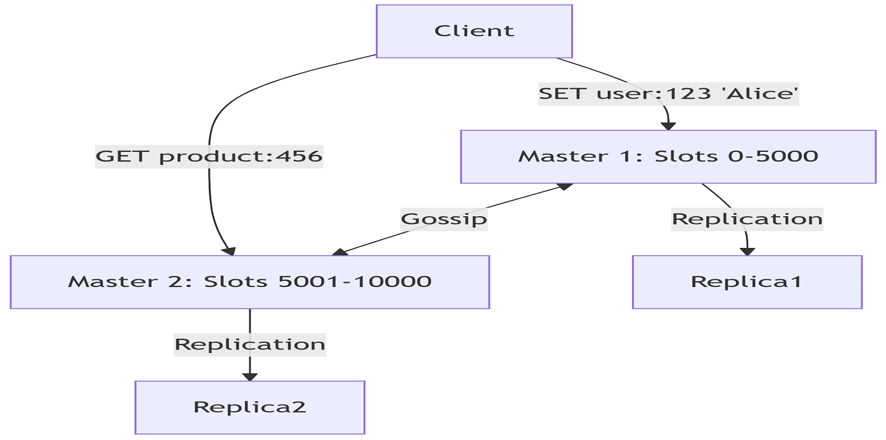 Client
SET user:123 'Alice'
GET product:456
Master 1: Slots 0-5000
Gossip
Replication
Master 2: Slots 5001-10000
Replica1
Replication
Replica2